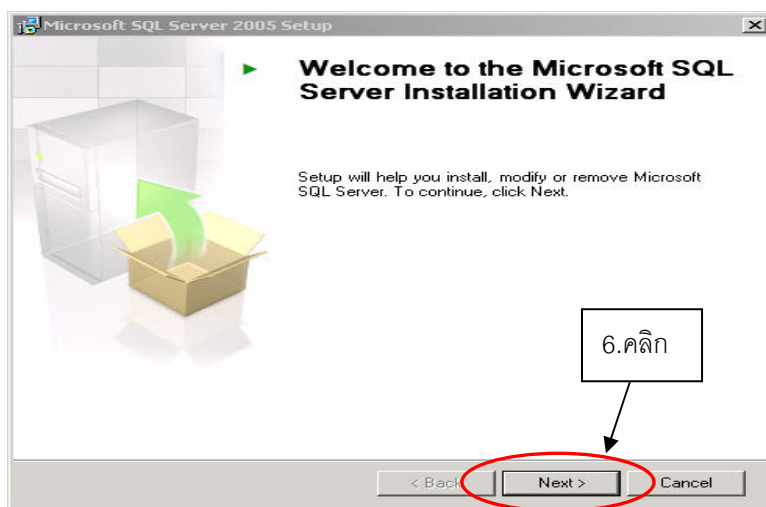 Microsoft SQL Server 2005 Setup
Welcome to the Microsoft SQL
Server Installation Wizard
Setup will help you install, modify or remove Microsoft
SQL Server. To continue, click Next.
6.คลิก
< Back
Next >
Cancel